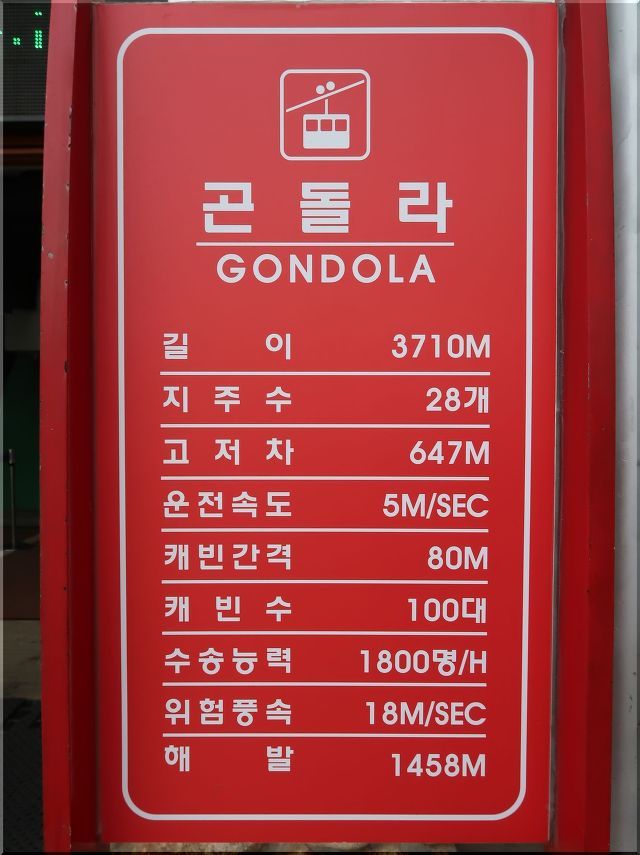 곤돌라
GONDOLA
길이 3710M
지주수 28개
고저차 647M
운전속도 5M/SEC
캐빈간격 80M
캐빈수 100대
수송능력 1800명/H
위험풍속 18M/SEC
해발 1458M